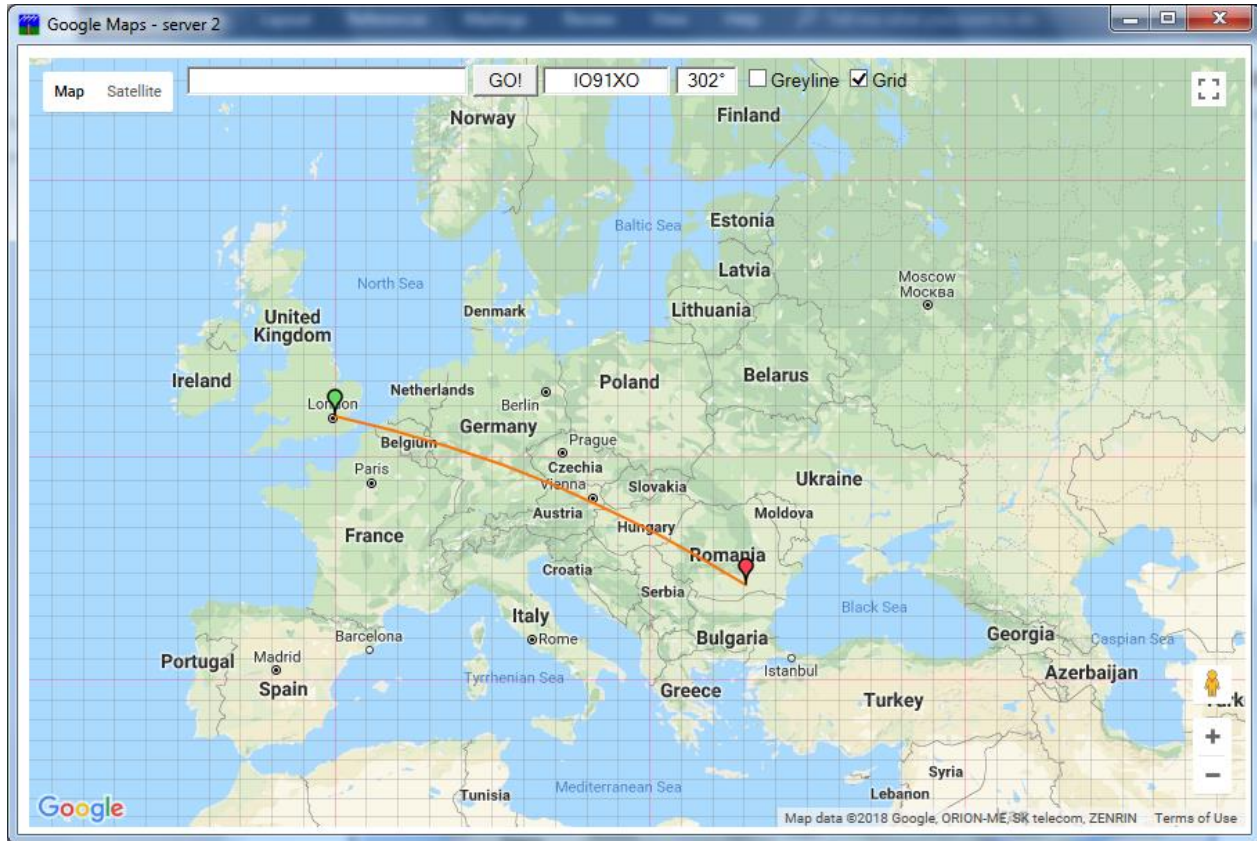 Google Maps - server 2
Map Satellite
GO! IO91XO 302° Greyline Grid
Norway
Finland
Estonia
Baltic Sea
Latvia
Moscow
Москва
North Sea
Denmark
Lithuania
United
Kingdom
Ireland
Netherlands
Poland
Belarus
London
Berlin
Germany
Belgium
Prague
Paris
Czechia
Vienna
Slovakia
Ukraine
Austria
Moldova
Hungary
France
Romania
Croatia
Serbia
Black Sea
Italy
Barcelona
Rome
Bulgaria
Georgia
Caspian Sea
Portugal
Madrid
Istanbul
Azerbaijan
Tyrrhenian Sea
Spain
Greece
Turkey
Syria
Mediterranean Sea
Tunisia
Lebanon
Google
Map data ©2018 Google, ORION-ME, SK telecom, ZENRIN Terms of Use